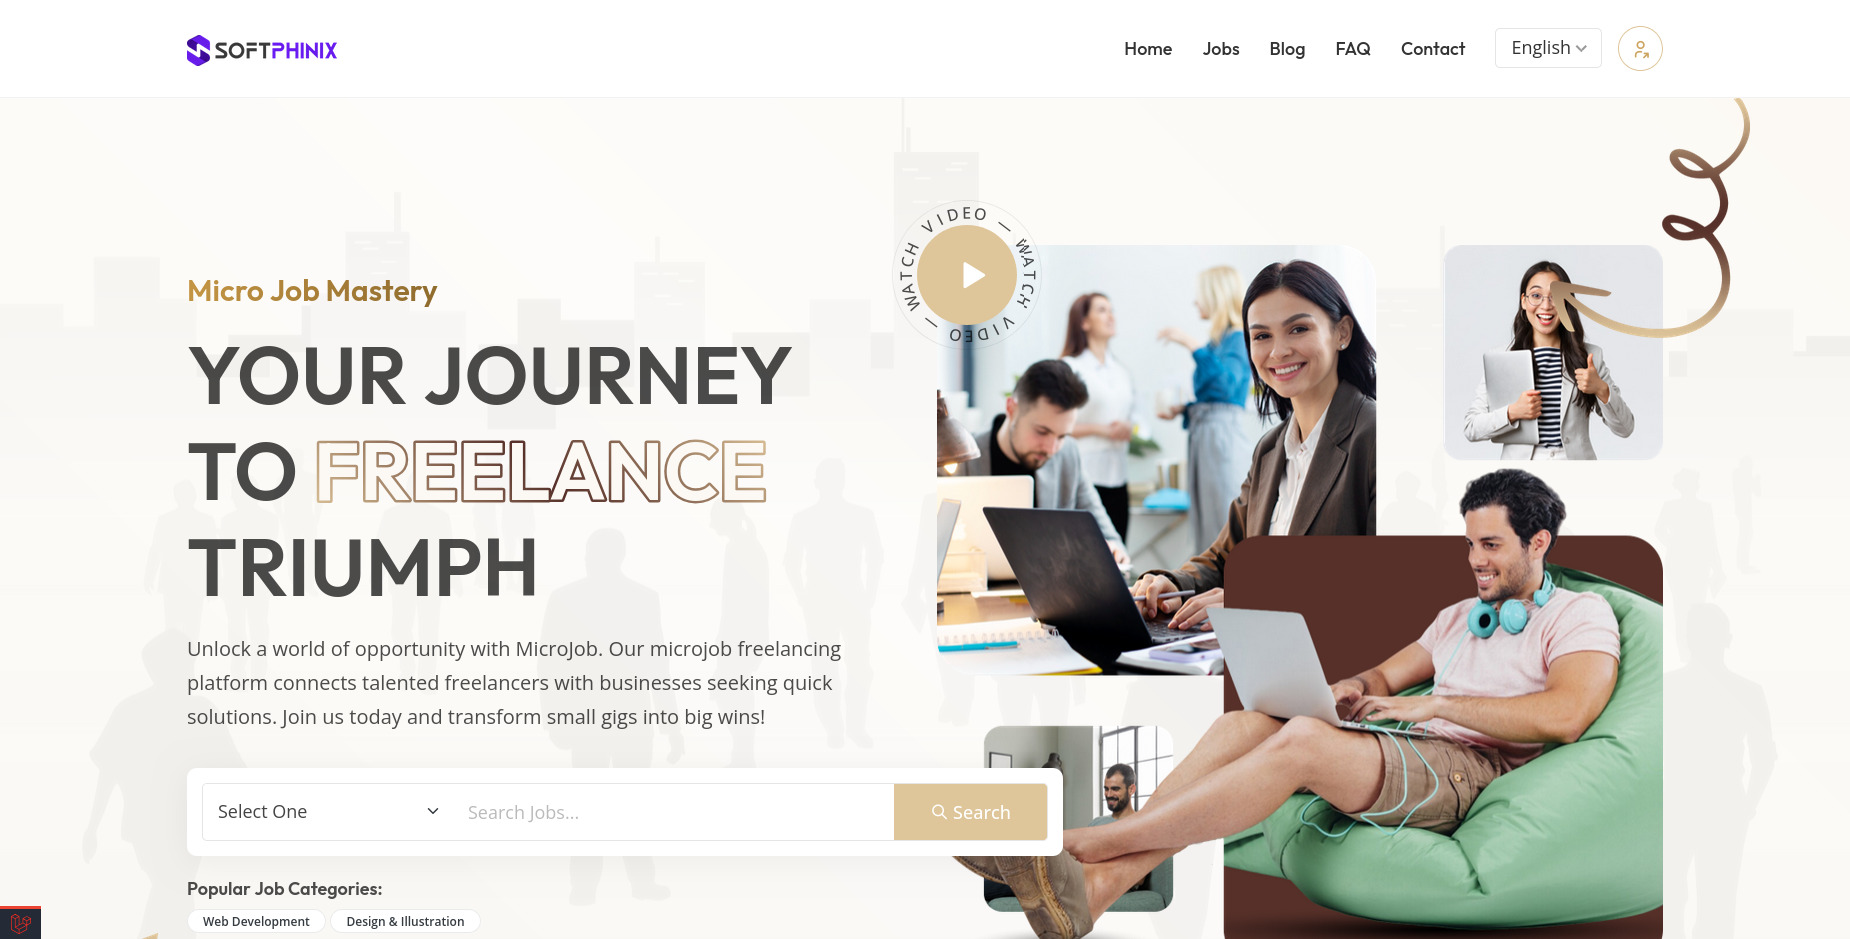 SOFTPHINIX
Home
Jobs
Blog
FAQ
Contact
English
WATCH VIDEO — WATCH VIDEO —
Micro Job Mastery
YOUR JOURNEY
TO FREELANCE
TRIUMPH
Unlock a world of opportunity with MicroJob. Our microjob freelancing
platform connects talented freelancers with businesses seeking quick
solutions. Join us today and transform small gigs into big wins!
Select One
Search Jobs...
Search
Popular Job Categories:
Web Development
Design & Illustration